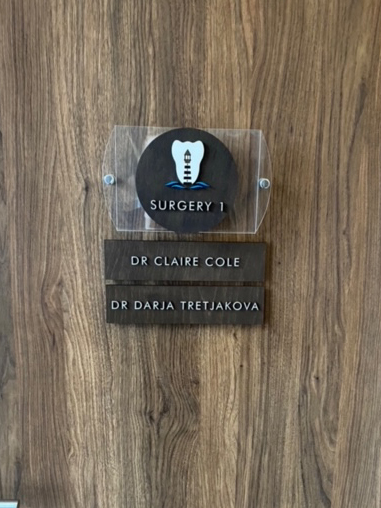 SURGERY 1
DR CLAIRE COLE
DR DARJA TRETJAKOVA